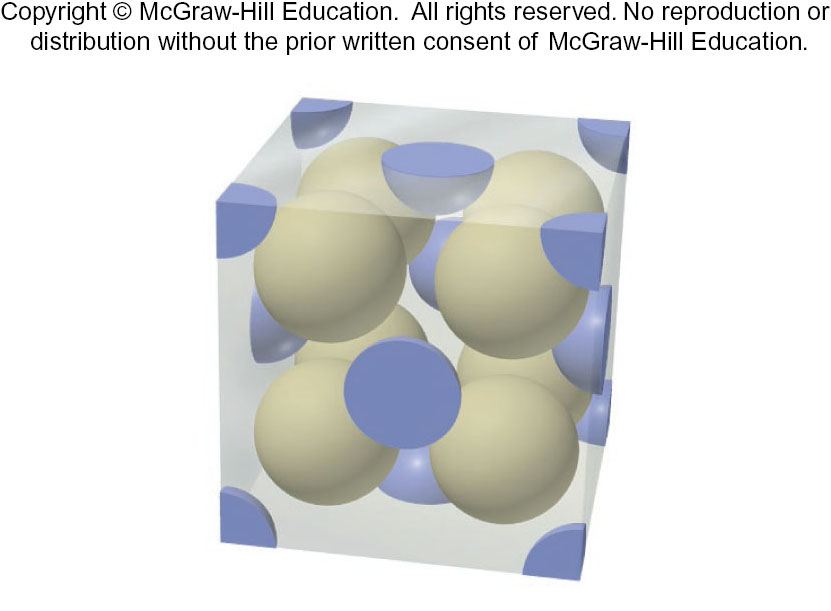 Copyright © McGraw-Hill Education.  All rights reserved. No reproduction or
distribution without the prior written consent of McGraw-Hill Education.